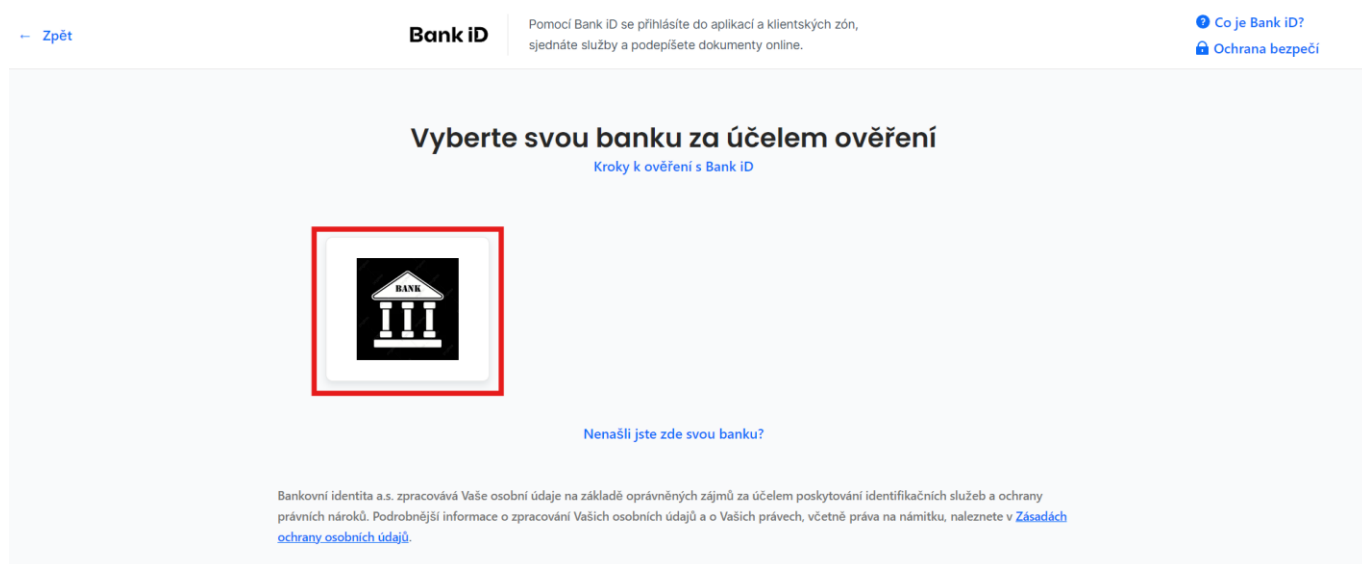 ← Zpět
Bank iD
Pomocí Bank iD se přihlásíte do aplikací a klientských zón,
sjednáte služby a podepíšete dokumenty online.
Co je Bank iD?
Ochrana bezpečí
Vyberte svou banku za účelem ověření
Kroky k ověření s Bank iD
BANK
Nenašli jste zde svou banku?
Bankovní identita a.s. zpracovává Vaše osobní údaje na základě oprávněných zájmů za účelem poskytování identifikačních služeb a ochrany
právních nároků. Podrobnější informace o zpracování Vašich osobních údajů a o Vašich právech, včetně práva na námitku, naleznete v Zásadách
ochrany osobních údajů.